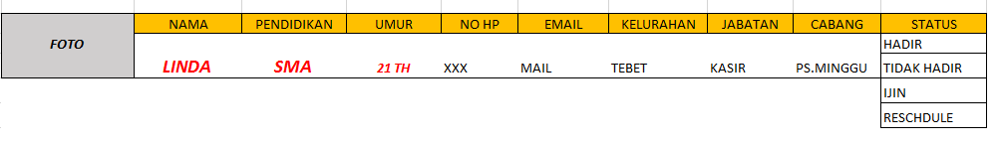 FOTO NAMA PENDIDIKAN UMUR NO HP EMAIL KELURAHAN JABATAN CABANG STATUS
HADIR
LINDA SMA 21 TH XXX MAIL TEBET KASIR PS.MINGGU TIDAK HADIR
IJIN
RESCHDULE